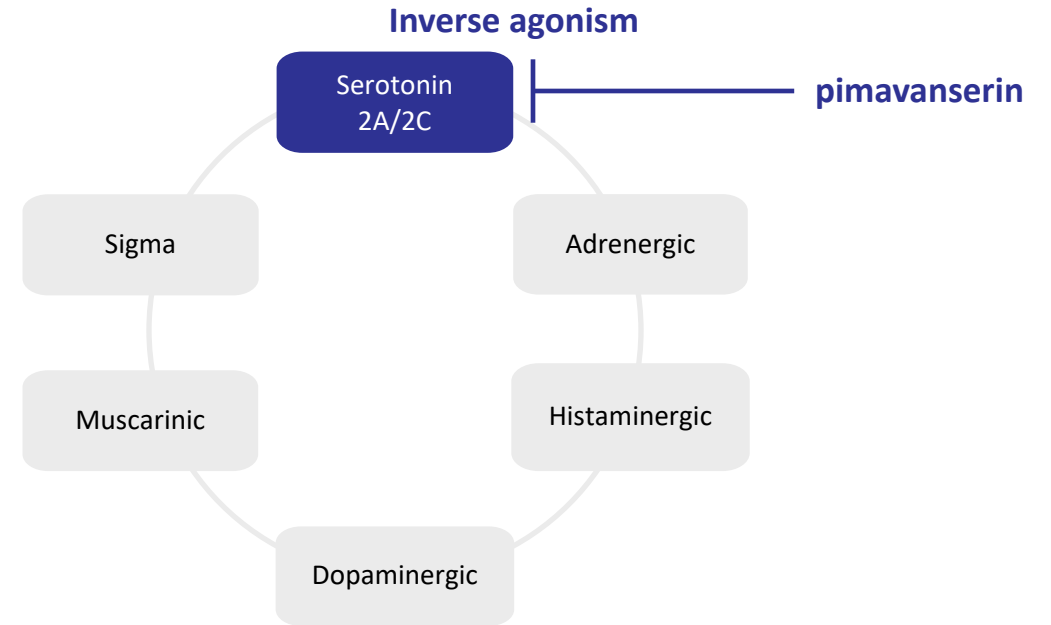 Inverse agonism
Serotonin
2A/2C
pimavanserin
Sigma
Adrenergic
Muscarinic
Histaminergic
Dopaminergic